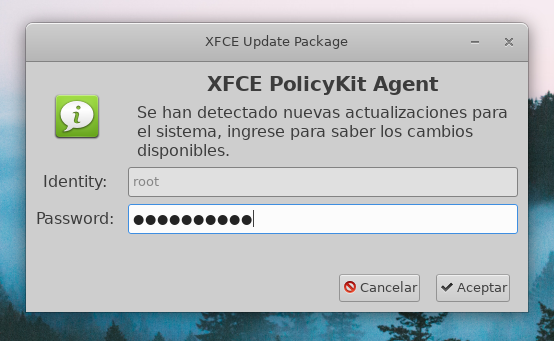 XFCE Update Package
XFCE PolicyKit Agent
Se han detectado nuevas actualizaciones para
el sistema, ingrese para saber los cambios
disponibles.
Identity: root
Password: ●●●●●●●●●●
Cancelar Aceptar